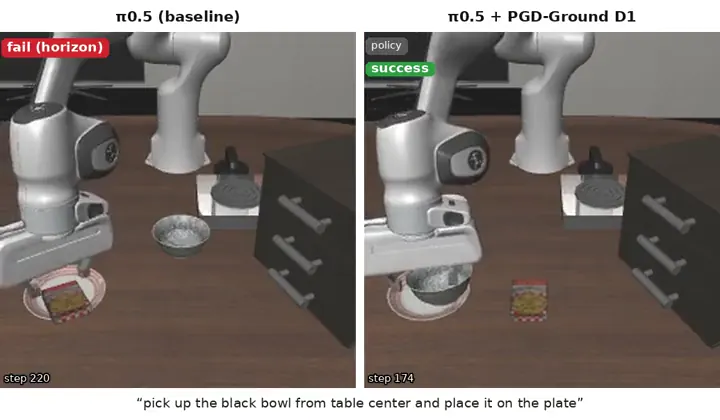 π0.5 (baseline)
π0.5 + PGD-Ground D1
fail (horizon)
policy
success
step 220
step 174
“pick up the black bowl from table center and place it on the plate”